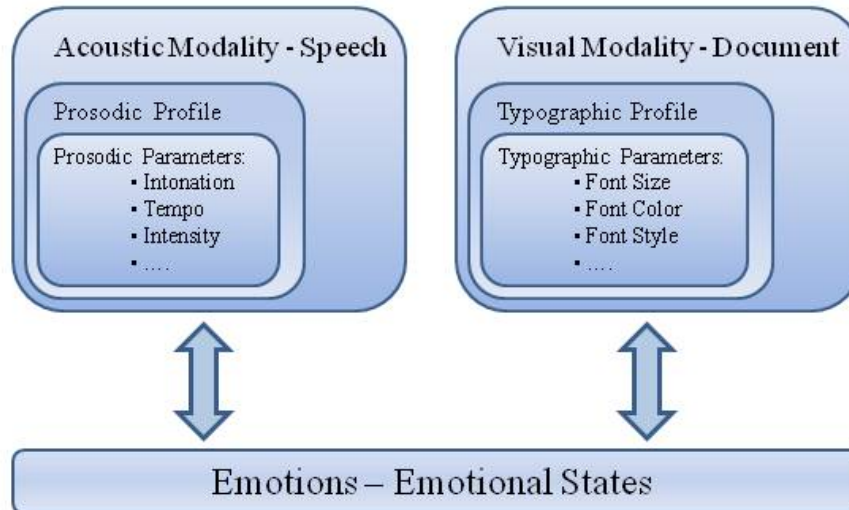 Acoustic Modality - Speech
Prosodic Profile
Prosodic Parameters:
▪ Intonation
▪ Tempo
▪ Intensity
▪ ....
Visual Modality - Document
Typographic Profile
Typographic Parameters:
▪ Font Size
▪ Font Color
▪ Font Style
▪ ....
Emotions – Emotional States